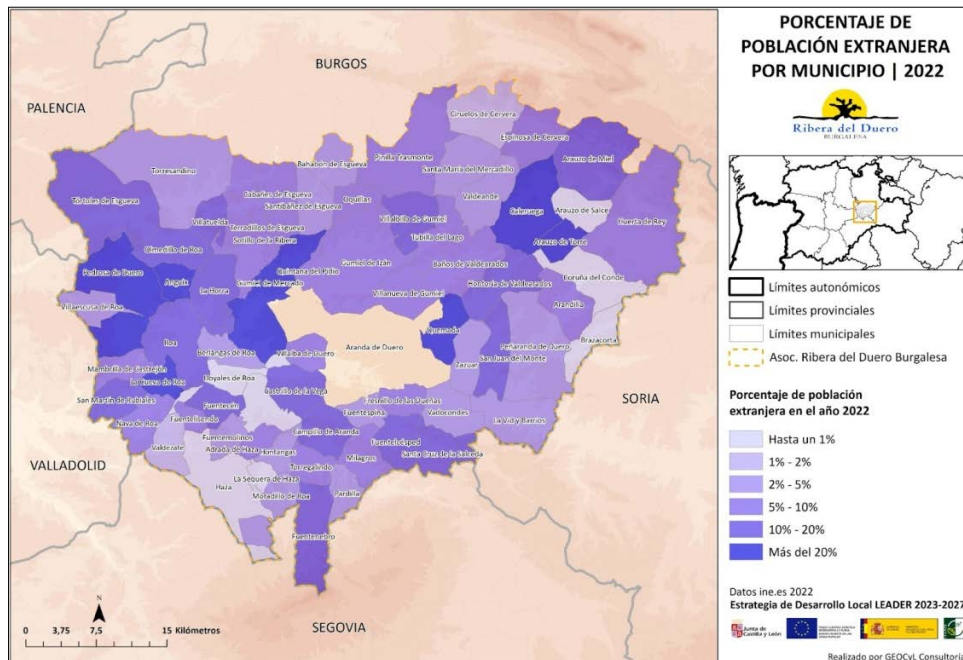 PORCENTAJE DE
POBLACIÓN EXTRANJERA
POR MUNICIPIO | 2022
Ribera del Duero
BURGALESA
Límites autonómicos
Límites provinciales
Límites municipales
Asoc. Ribera del Duero Burgalesa
Porcentaje de población
extranjera en el año 2022
Hasta un 1%
1% - 2%
2% - 5%
5% - 10%
10% - 20%
Más del 20%
Datos ine.es 2022
Estrategia de Desarrollo Local LEADER 2023-2027
Junta de
Castilla y León
Realizado por GEOCyL Consultoría
BURGOS
PALENCIA
SORIA
VALLADOLID
SEGOVIA
Ciruelos de Cervera
Espinosa de Cervera
Arauzo de Miel
Pinilla Trasmonte
Santa María del Mercadillo
Bahabón de Esgueva
Torresandino
Valdeande
Cabañes de Esgueva
Oquillas
Tórtoles de Esgueva
Santibáñez de Esgueva
Caleruega
Arauzo de Salce
Villatuelda
Villalbilla de Gumiel
Huerta de Rey
Terradillos de Esgueva
Tubilla del Lago
Sotillo de la Ribera
Arauzo de Torre
Olmedillo de Roa
Gumiel de Izán
Baños de Valdearados
Pedrosa de Duero
Quintana del Pidio
Coruña del Conde
Anguix
Gumiel de Mercado
Hontoria de Valdearados
La Horra
Villanueva de Gumiel
Arandilla
Villaescusa de Roa
Quemada
Brazacorta
Roa
Aranda de Duero
Peñaranda de Duero
Berlangas de Roa
Villalba de Duero
San Juan del Monte
Zazuar
Mambrilla de Castrejón
Hoyales de Roa
La Cueva de Roa
Castrillo de la Vega
San Martín de Rubiales
Fresnillo de las Dueñas
Fuentecén
Fuentespina
Vadocondes
Nava de Roa
Fuentelisendo
La Vid y Barrios
Campillo de Aranda
Fuentemolinos
Fuentelcésped
Valdezate
Adrada de Haza
Hontangas
Santa Cruz de la Salceda
Milagros
Torregalindo
La Sequera de Haza
Haza
Moradillo de Roa
Pardilla
Fuentenebro
N
0 3,75 7,5 15 Kilómetros